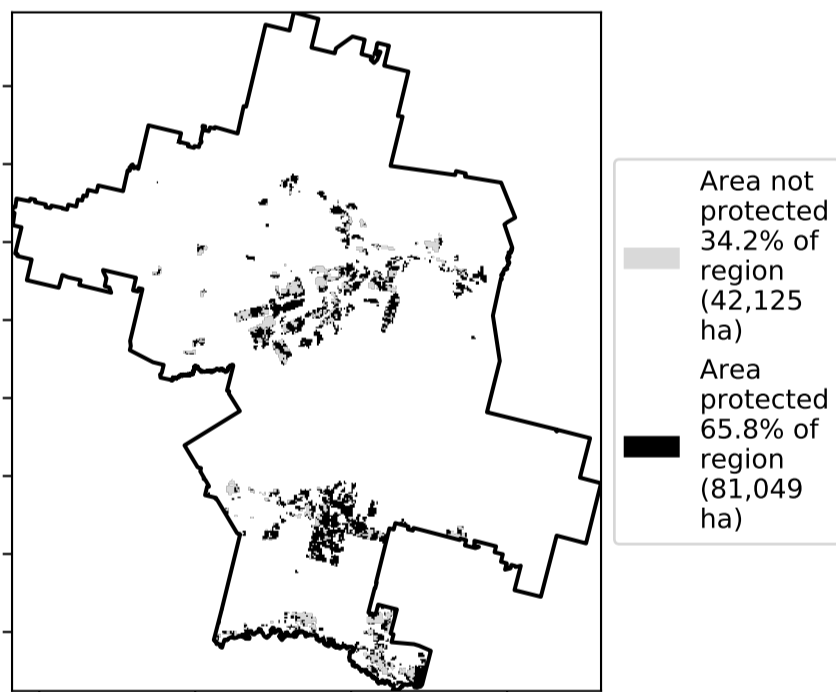 Area not
protected
34.2% of
region
(42,125
ha)
Area
protected
65.8% of
region
(81,049
ha)